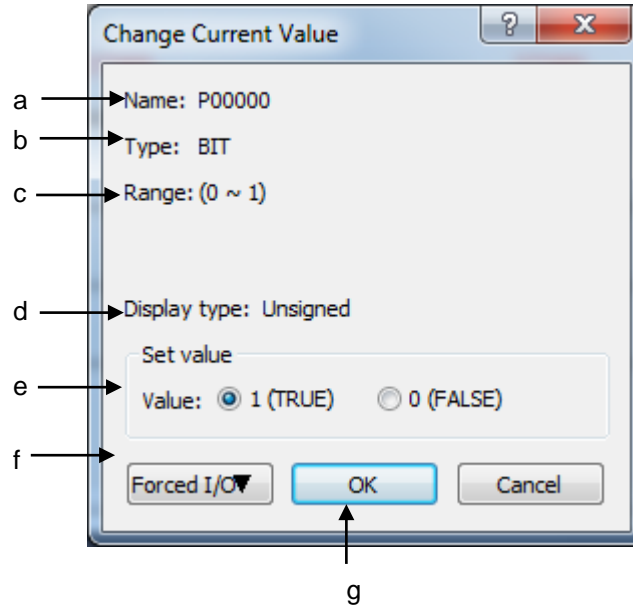 Change Current Value
a Name: P00000
b Type: BIT
c Range: (0 ~ 1)
d Display type: Unsigned
Set value
e Value: 1 (TRUE) 0 (FALSE)
f
Forced I/O OK Cancel
g